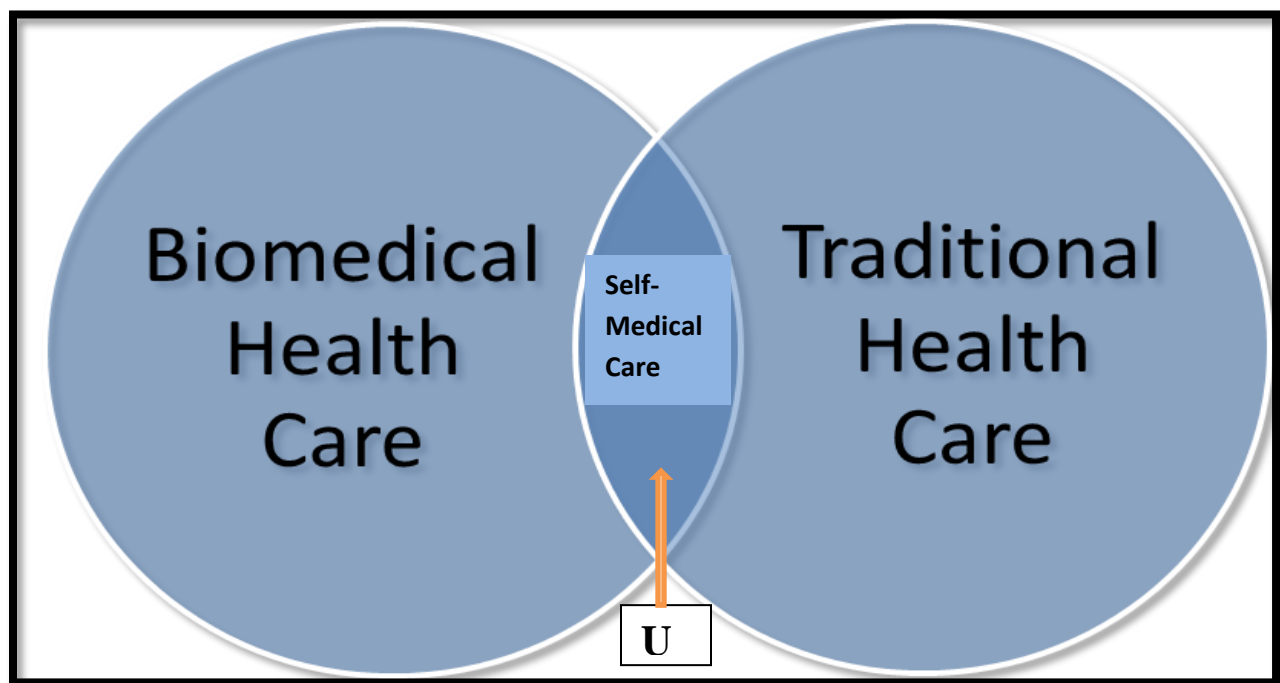 Biomedical
Health
Care
Self-
Medical
Care
Traditional
Health
Care
U